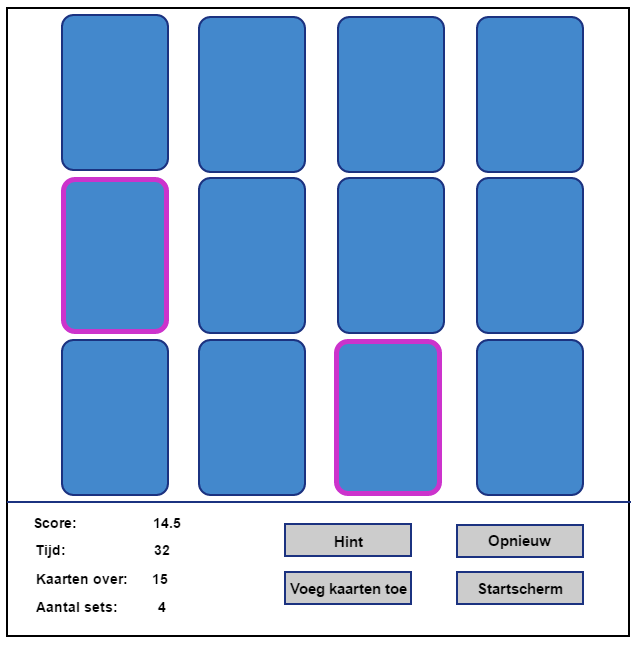 Score: 14.5
Tijd: 32
Kaarten over: 15
Aantal sets: 4
Hint
Opnieuw
Voeg kaarten toe
Startscherm